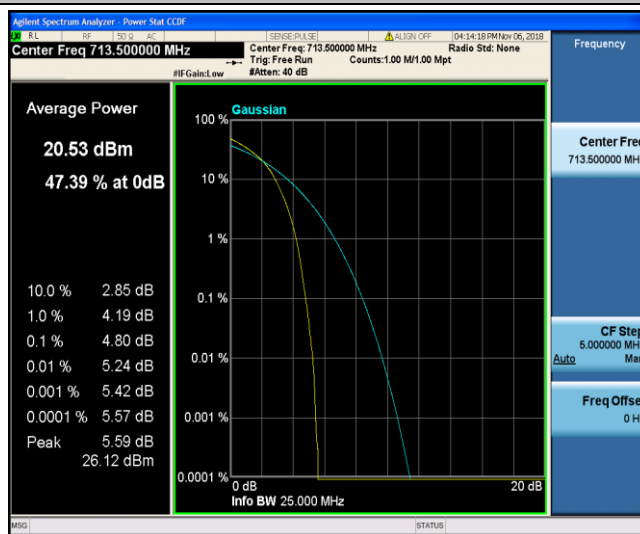 Agilent Spectrum Analyzer - Power Stat CCDF
RL RF 50 Ω AC SENSE:PULSE ALIGN OFF 04:14:18 PM Nov 06, 2018
Center Freq 713.500000 MHz
Center Freq: 713.500000 MHz Radio Std: None
Trig: Free Run Counts:1.00 M/1.00 Mpt
#IFGain:Low #Atten: 40 dB
Average Power
20.53 dBm
47.39 % at 0dB
10.0 % 2.85 dB
1.0 % 4.19 dB
0.1 % 4.80 dB
0.01 % 5.24 dB
0.001 % 5.42 dB
0.0001 % 5.57 dB
Peak 5.59 dB
26.12 dBm
Gaussian
100 %
10 %
1 %
0.1 %
0.01 %
0.001 %
0.0001 %
0 dB 20 dB
Info BW 25.000 MHz
Frequency
Center Fre
713.500000 MH
CF Step
5.000000 MH
Auto Ma
Freq Offse
0 H
MSG STATUS